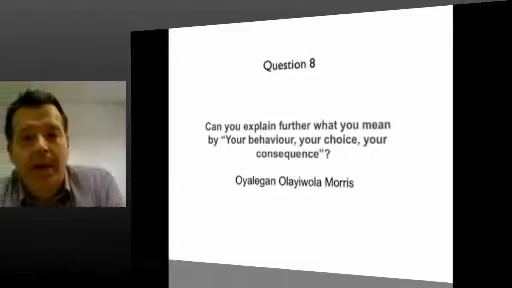 Question 8
Can you explain further what you mean
by “Your behaviour, your choice, your
consequence”?
Oyalegan Olayiwola Morris